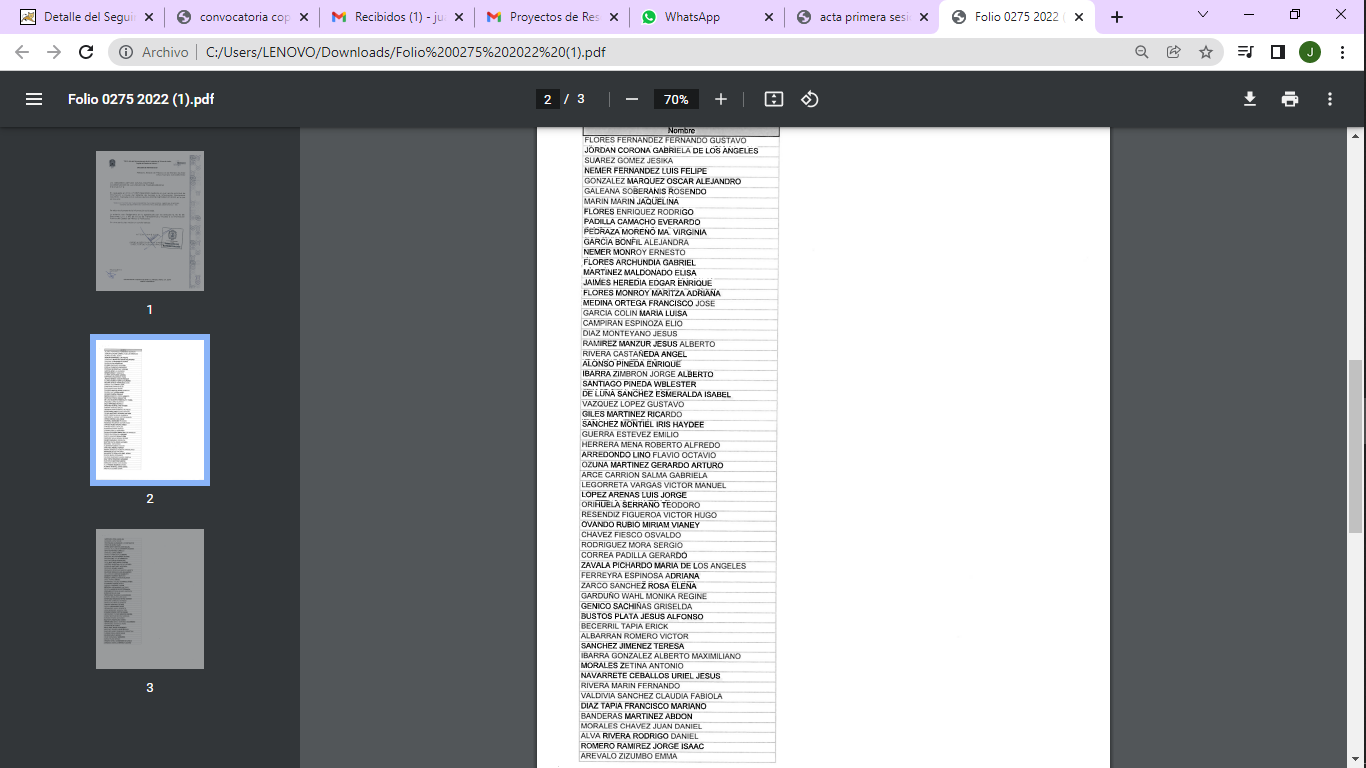 Detalle del Segui
convocatoria cop
Recibidos (1) - ju
Proyectos de Res
WhatsApp
acta primera sesi
Folio 0275 2022 (
Archivo
C:/Users/LENOVO/Downloads/Folio%200275%202022%20(1).pdf
J
Folio 0275 2022 (1).pdf
2 / 3
70%
1
2
3
Nombre
FLORES FERNANDEZ FERNANDO GUSTAVO
JORDAN CORONA GABRIELA DE LOS ANGELES
SUAREZ GOMEZ JESIKA
NEMER FERNANDEZ LUIS FELIPE
GONZALEZ MARQUEZ OSCAR ALEJANDRO
GALEANA SOBERANIS ROSENDO
MARIN MARIN JAQUELINA
FLORES ENRIQUEZ RODRIGO
PADILLA CAMACHO EVERARDO
PEDRAZA MORENO MA. VIRGINIA
GARCIA BONFIL ALEJANDRA
NEMER MONROY ERNESTO
FLORES ARCHUNDIA GABRIEL
MARTINEZ MALDONADO ELISA
JAIMES HEREDIA EDGAR ENRIQUE
FLORES MONROY MARITZA ADRIANA
MEDINA ORTEGA FRANCISCO JOSE
GARCIA COLIN MARIA LUISA
CAMPIRAN ESPINOZA ELIO
DIAZ MONTEYANO JESUS
RAMIREZ MANZUR JESUS ALBERTO
RIVERA CASTAÑEDA ANGEL
ALONSO PINEDA ENRIQUE
IBARRA ZIMBRON JORGE ALBERTO
SANTIAGO PINEDA WBLESTER
DE LUNA SANCHEZ ESMERALDA ISABEL
VAZQUEZ LOPEZ GUSTAVO
GILES MARTINEZ RICARDO
SANCHEZ MONTIEL IRIS HAYDEE
GUERRA ESTEVEZ EMILIO
HERRERA MENA ROBERTO ALFREDO
ARREDONDO LINO FLAVIO OCTAVIO
OZUNA MARTINEZ GERARDO ARTURO
ARCE CARRION SALMA GABRIELA
LEGORRETA VARGAS VICTOR MANUEL
LOPEZ ARENAS LUIS JORGE
ORIHUELA SERRANO TEODORO
RESENDIZ FIGUEROA VICTOR HUGO
OVANDO RUBIO MIRIAM VIANEY
CHAVEZ FIESCO OSVALDO
RODRIGUEZ MORA SERGIO
CORREA PADILLA GERARDO
ZAVALA PICHARDO MARIA DE LOS ANGELES
FERREYRA ESPINOSA ADRIANA
ZARCO SANCHEZ ROSA ELENA
GARDUÑO WAHL MONIKA REGINE
GENICO SACHIÑAS GRISELDA
BUSTOS PLATA JESUS ALFONSO
BECERRIL TAPIA ERICK
ALBARRAN ROMERO VICTOR
SANCHEZ JIMENEZ TERESA
IBARRA GONZALEZ ALBERTO MAXIMILIANO
MORALES ZETINA ANTONIO
NAVARRETE CEBALLOS URIEL JESUS
RIVERA MARIN FERNANDO
VALDIVIA SANCHEZ CLAUDIA FABIOLA
DIAZ TAPIA FRANCISCO MARIANO
BANDERAS MARTINEZ ABDON
MORALES CHAVEZ JUAN DANIEL
ALVA RIVERA RODRIGO DANIEL
ROMERO RAMIREZ JORGE ISAAC
AREVALO ZIZUMBO EMMA